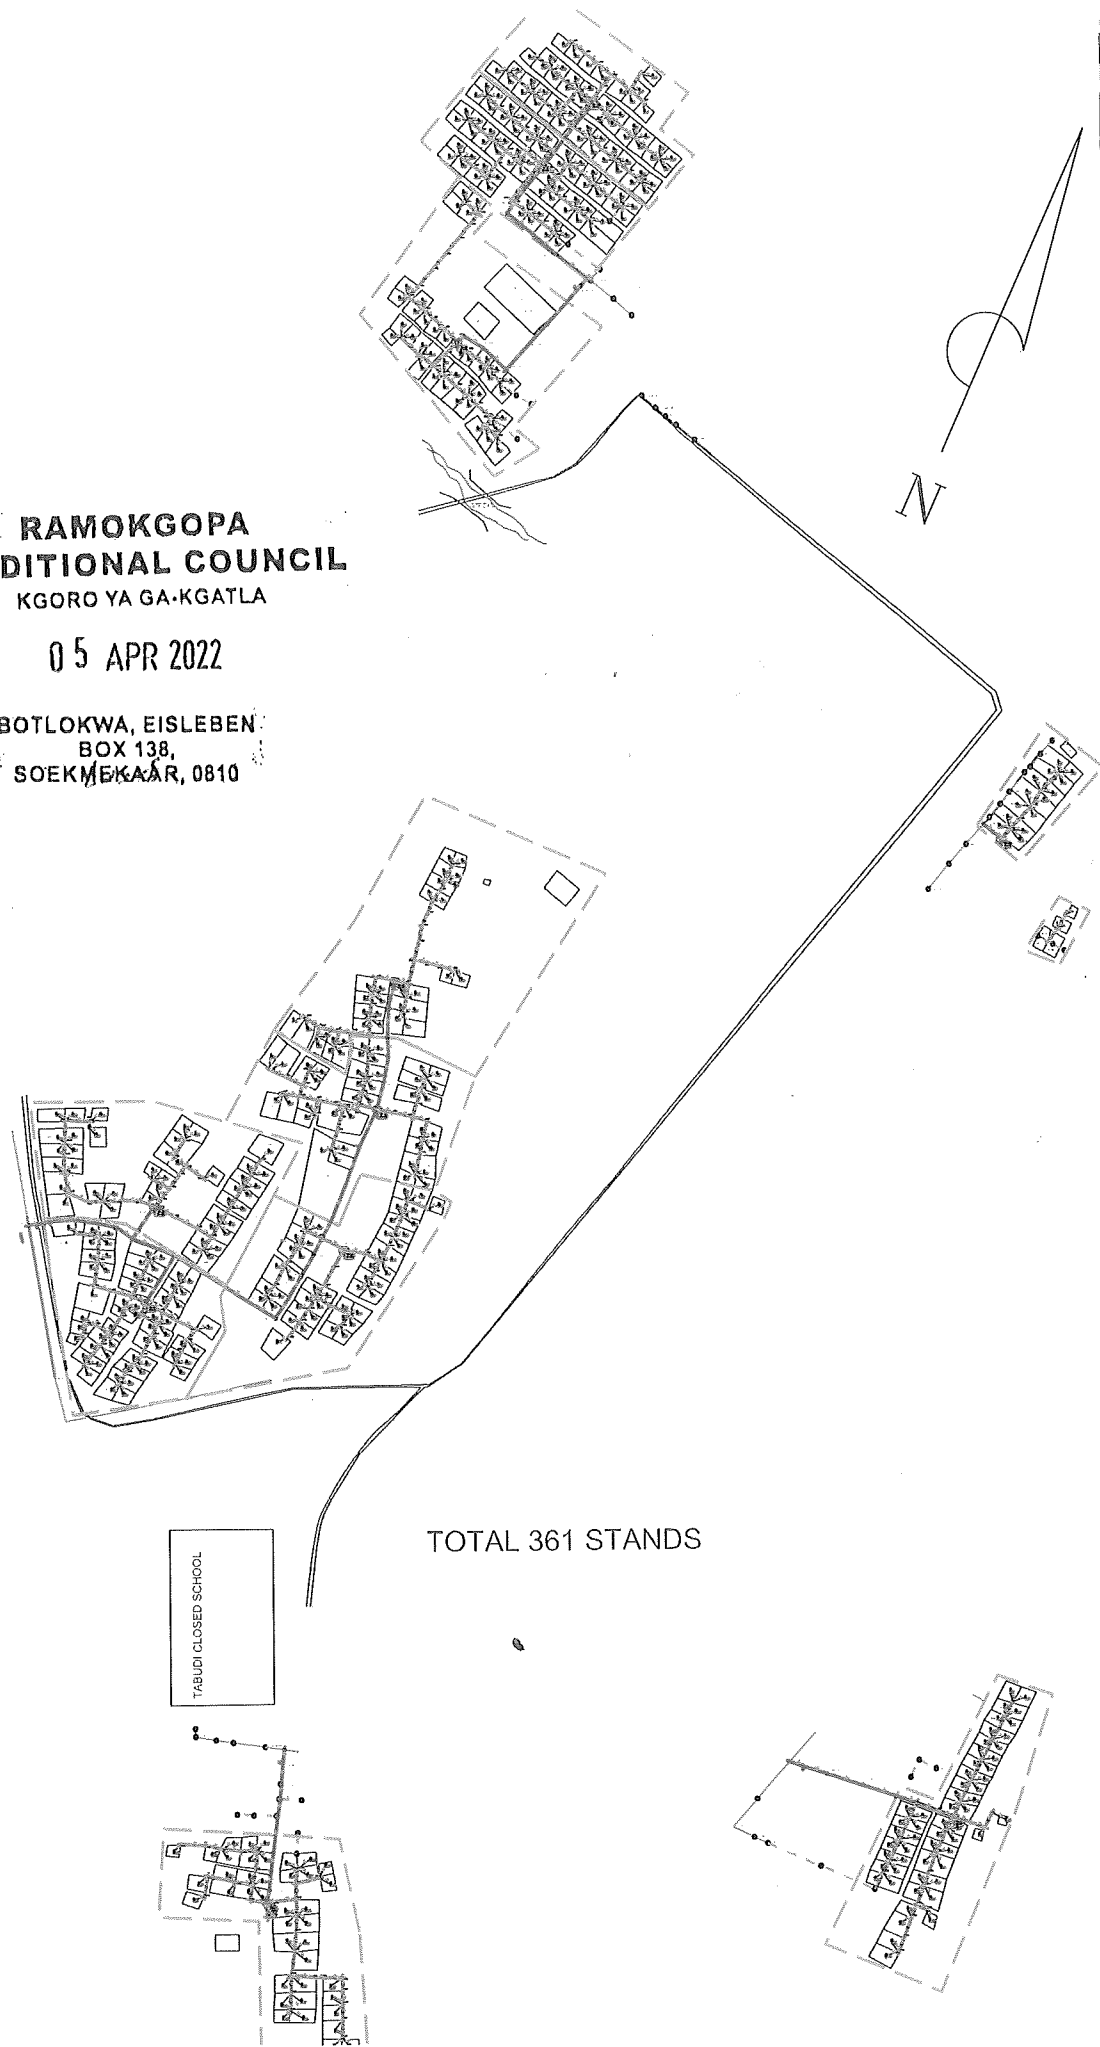 N
RAMOKGOPA
DITIONAL COUNCIL
KGORO YA GA-KGATLA
05 APR 2022
BOTLOKWA, EISLEBEN
BOX 138,
SOEKMEKAAR, 0810
TOTAL 361 STANDS
TABUDI CLOSED SCHOOL